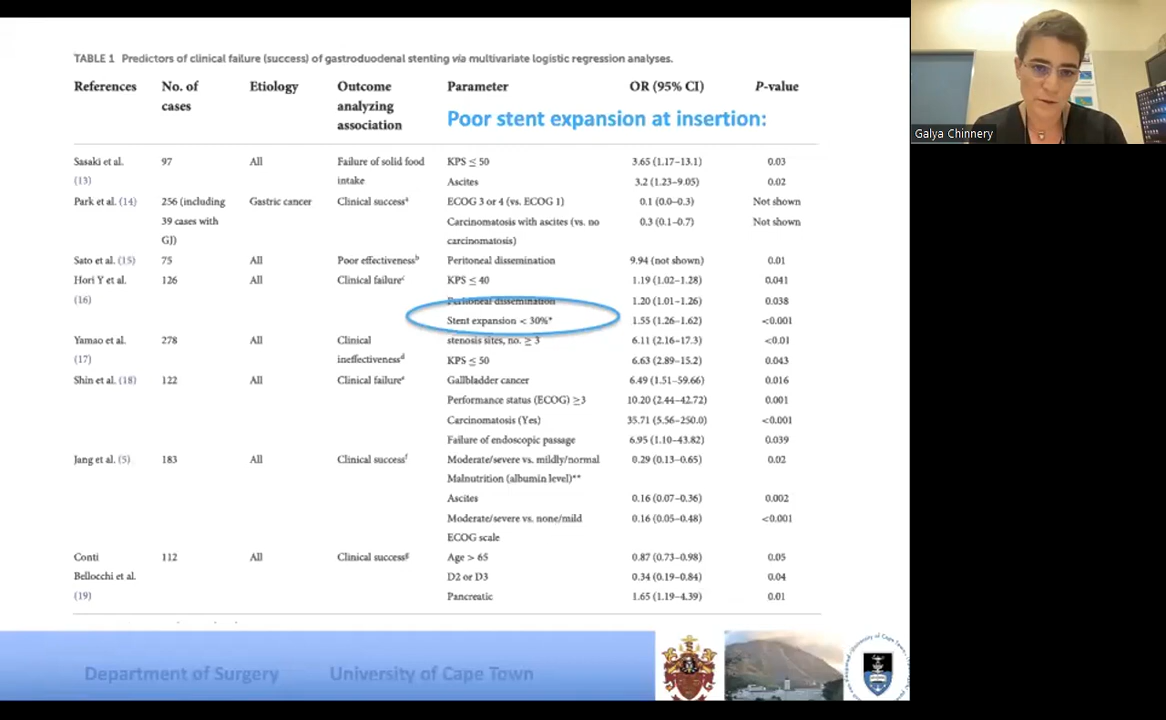 TABLE 1 Predictors of clinical failure (success) of gastroduodenal stenting via multivariate logistic regression analyses.
References No. of cases Etiology Outcome analyzing association Parameter OR (95% CI) P-value
Poor stent expansion at insertion:
Sasaki et al. (13) 97 All Failure of solid food intake KPS ≤ 50 3.65 (1.17–13.1) 0.03
Ascites 3.2 (1.23–9.05) 0.02
Park et al. (14) 256 (including 39 cases with GJ) Gastric cancer Clinical successᵃ ECOG 3 or 4 (vs. ECOG 1) 0.1 (0.0–0.3) Not shown
Carcinomatosis with ascites (vs. no carcinomatosis) 0.3 (0.1–0.7) Not shown
Sato et al. (15) 75 All Poor effectivenessᵇ Peritoneal dissemination 9.94 (not shown) 0.01
Hori Y et al. (16) 126 All Clinical failureᶜ KPS ≤ 40 1.19 (1.02–1.28) 0.041
Peritoneal dissemination 1.20 (1.01–1.26) 0.038
Stent expansion < 30%* 1.55 (1.26–1.62) <0.001
Yamao et al. (17) 278 All Clinical ineffectivenessᵈ stenosis sites, no. ≥ 3 6.11 (2.16–17.3) <0.01
KPS ≤ 50 6.63 (2.89–15.2) 0.043
Shin et al. (18) 122 All Clinical failureᵉ Gallbladder cancer 6.49 (1.51–59.66) 0.016
Performance status (ECOG) ≥3 10.20 (2.44–42.72) 0.001
Carcinomatosis (Yes) 35.71 (5.56–250.0) <0.001
Failure of endoscopic passage 6.95 (1.10–43.82) 0.039
Jang et al. (5) 183 All Clinical successᶠ Moderate/severe vs. mildly/normal Malnutrition (albumin level)** 0.29 (0.13–0.65) 0.02
Ascites 0.16 (0.07–0.36) 0.002
Moderate/severe vs. none/mild ECOG scale 0.16 (0.05–0.48) <0.001
Conti Bellocchi et al. (19) 112 All Clinical successᵍ Age > 65 0.87 (0.73–0.98) 0.05
D2 or D3 0.34 (0.19–0.84) 0.04
Pancreatic 1.65 (1.19–4.39) 0.01
Department of Surgery University of Cape Town
Galya Chinnery